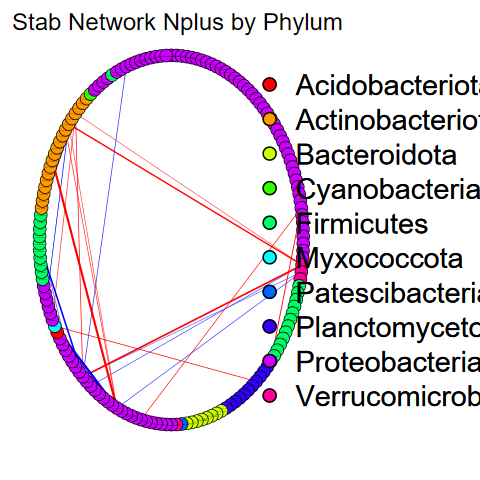 Stab Network Nplus by Phylum
Acidobacteriota
Actinobacteriot
Bacteroidota
Cyanobacteria
Firmicutes
Myxococcota
Patescibacteria
Planctomyceto
Proteobacteria
Verrucomicrob